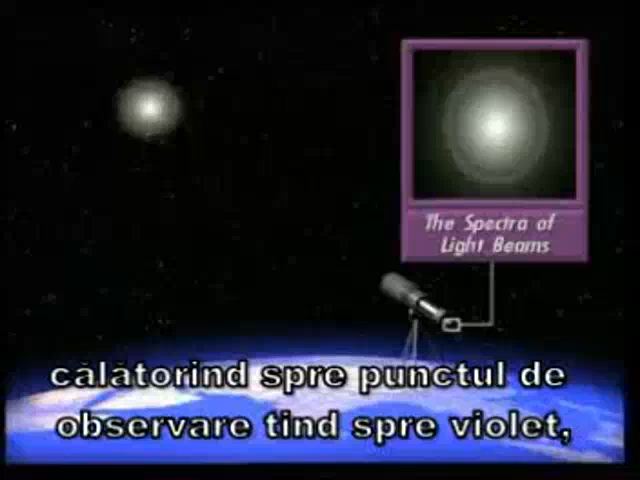 The Spectra of
Light Beams
călătorind spre punctul de
observare tind spre violet,